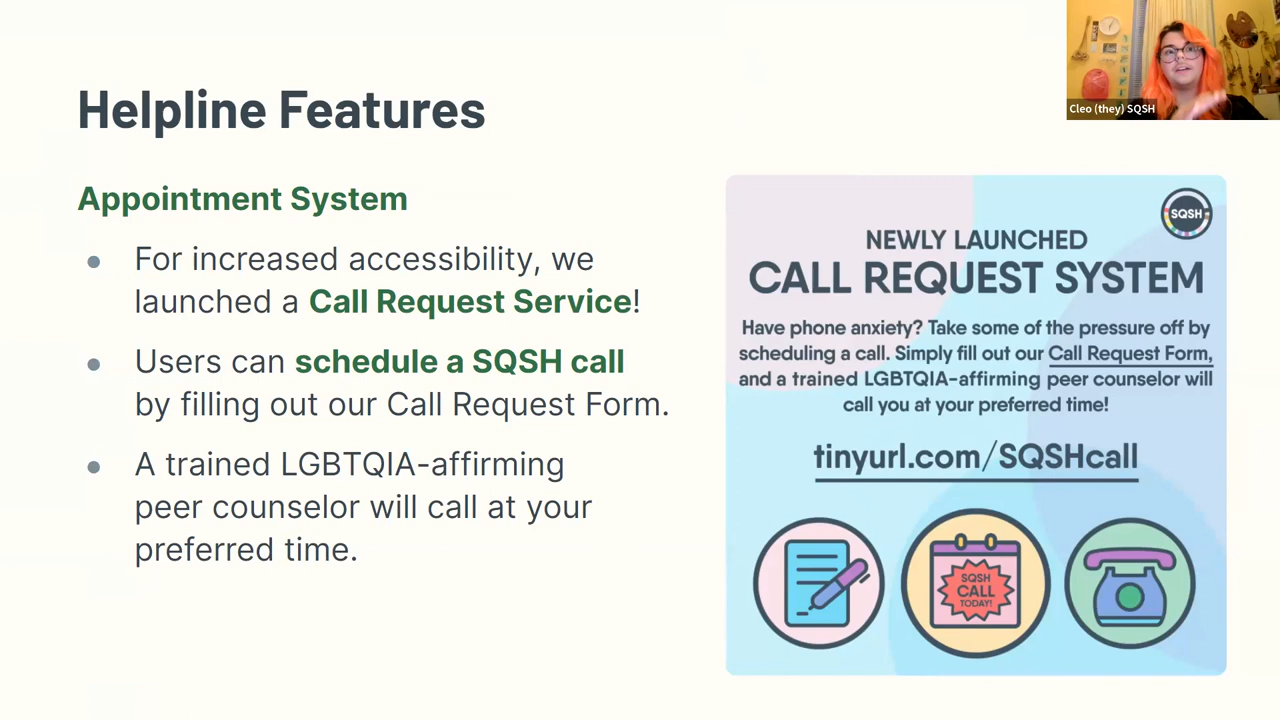 Helpline Features
Appointment System
● For increased accessibility, we
launched a Call Request Service!
● Users can schedule a SQSH call
by filling out our Call Request Form.
● A trained LGBTQIA-affirming
peer counselor will call at your
preferred time.
Cleo (they) SQSH
SQSH
NEWLY LAUNCHED
CALL REQUEST SYSTEM
Have phone anxiety? Take some of the pressure off by
scheduling a call. Simply fill out our Call Request Form,
and a trained LGBTQIA-affirming peer counselor will
call you at your preferred time!
tinyurl.com/SQSHcall
SQSH
CALL
TODAY!